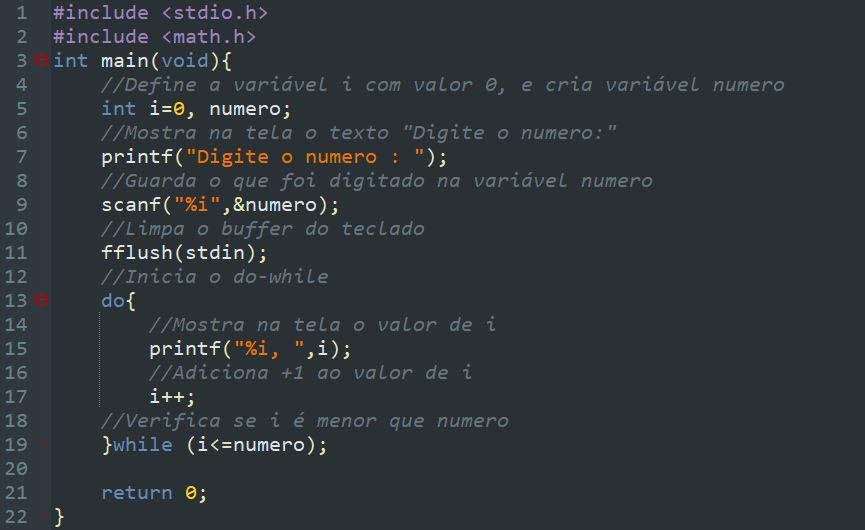 1 #include <stdio.h>
2 #include <math.h>
3 int main(void){
4 //Define a variável i com valor 0, e cria variável numero
5 int i=0, numero;
6 //Mostra na tela o texto "Digite o numero:"
7 printf("Digite o numero : ");
8 //Guarda o que foi digitado na variável numero
9 scanf("%i",&numero);
10 //Limpa o buffer do teclado
11 fflush(stdin);
12 //Inicia o do-while
13 do{
14 //Mostra na tela o valor de i
15 printf("%i, ",i);
16 //Adiciona +1 ao valor de i
17 i++;
18 //Verifica se i é menor que numero
19 }while (i<=numero);
20
21 return 0;
22 }